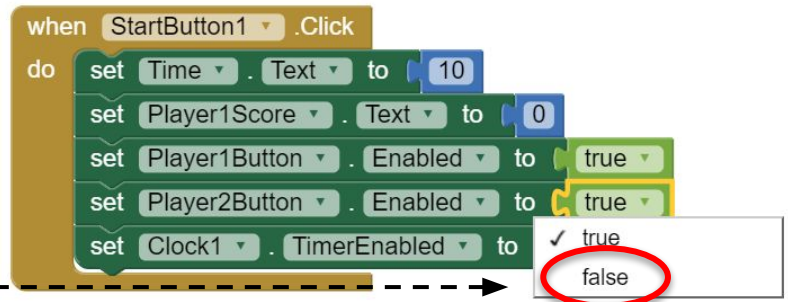 when StartButton1 .Click
do set Time . Text to 10
set Player1Score . Text to 0
set Player1Button . Enabled to true
set Player2Button . Enabled to true
set Clock1 . TimerEnabled to
✓ true
false